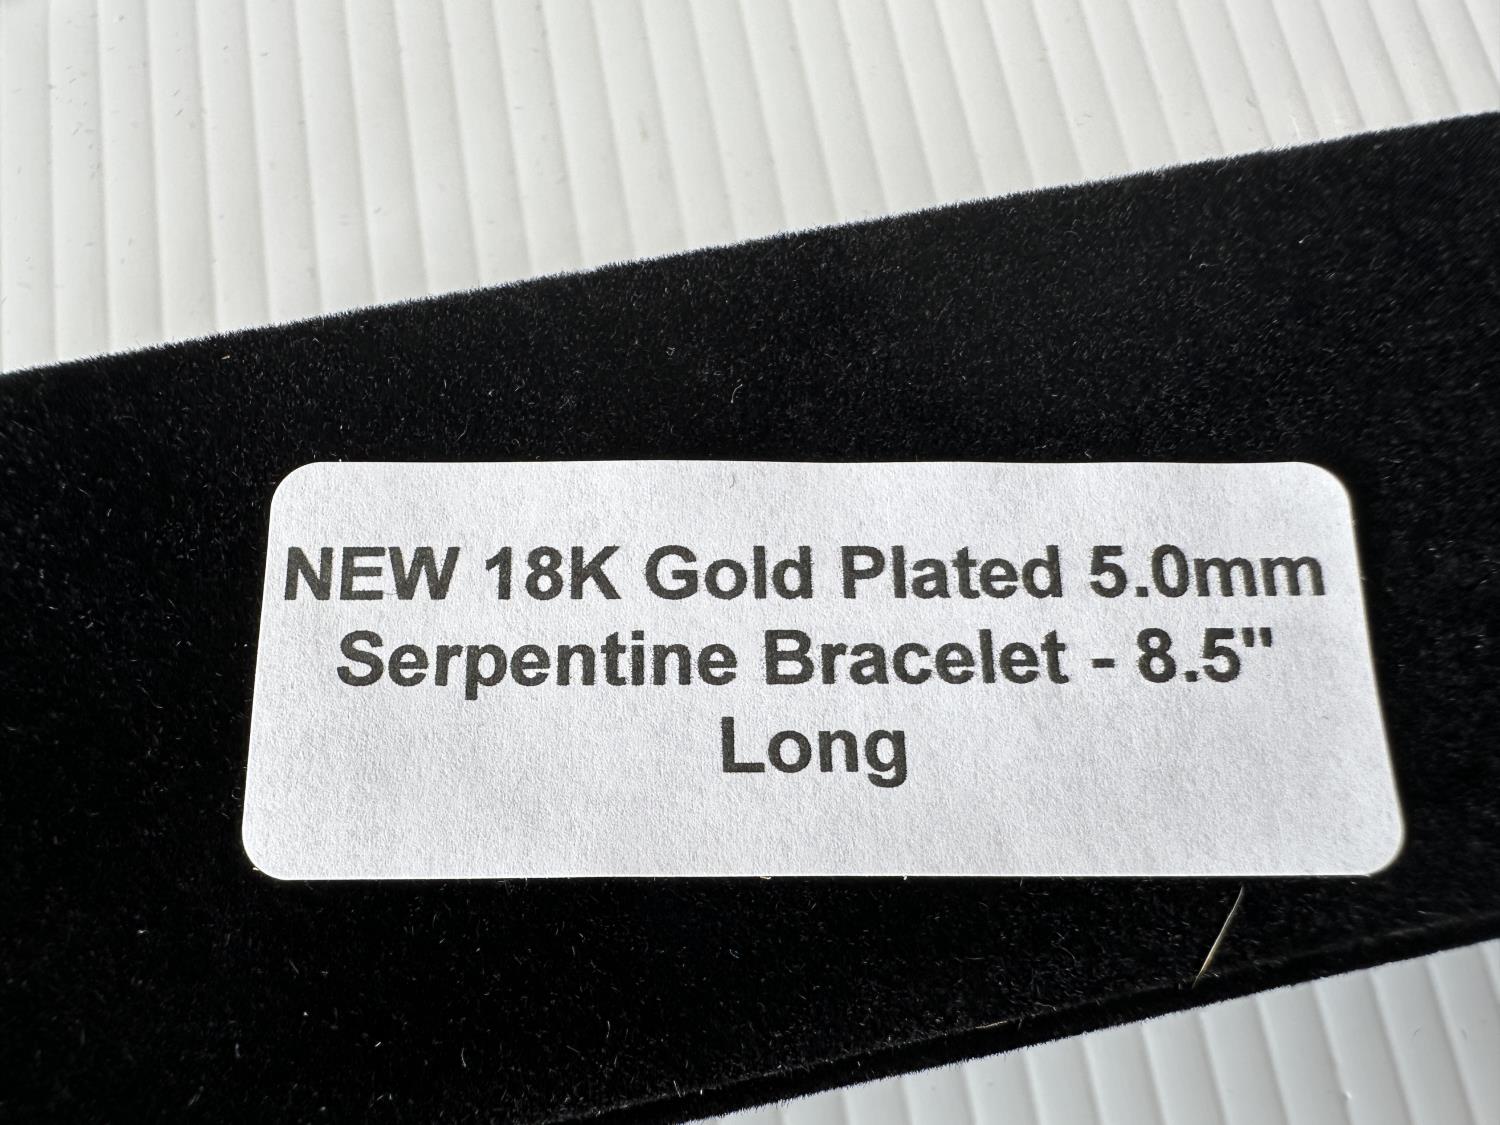 NEW 18K Gold Plated 5.0mm
Serpentine Bracelet - 8.5"
Long